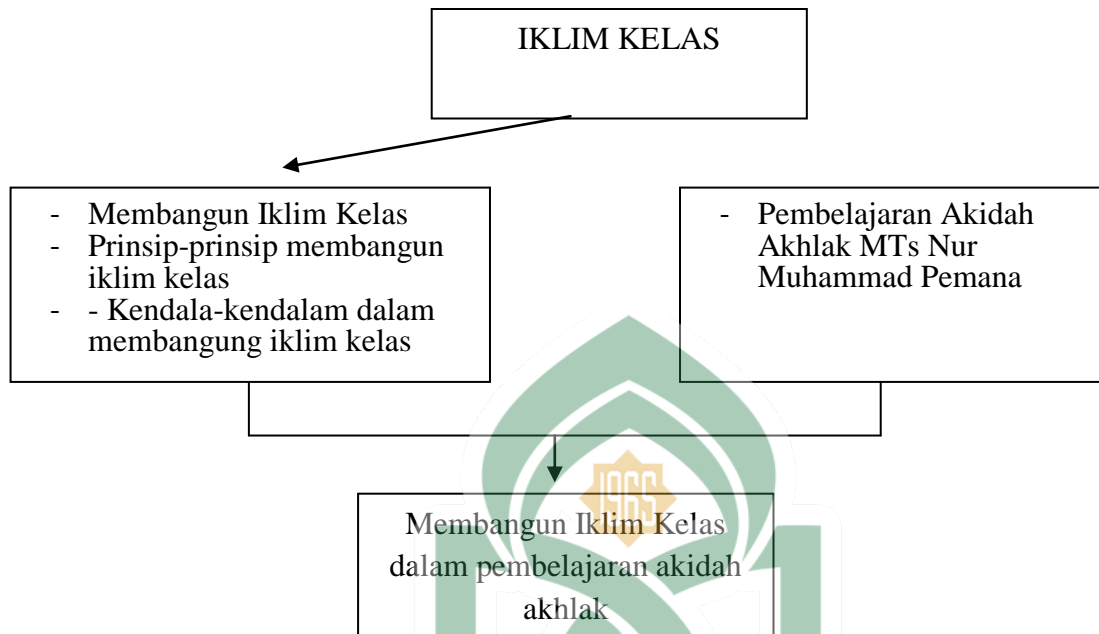 IKLIM KELAS
- Membangun Iklim Kelas
- Prinsip-prinsip membangun
iklim kelas
- - Kendala-kendalam dalam
membangung iklim kelas
- Pembelajaran Akidah
Akhlak MTs Nur
Muhammad Pemana
1965
Membangun Iklim Kelas
dalam pembelajaran akidah
akhlak